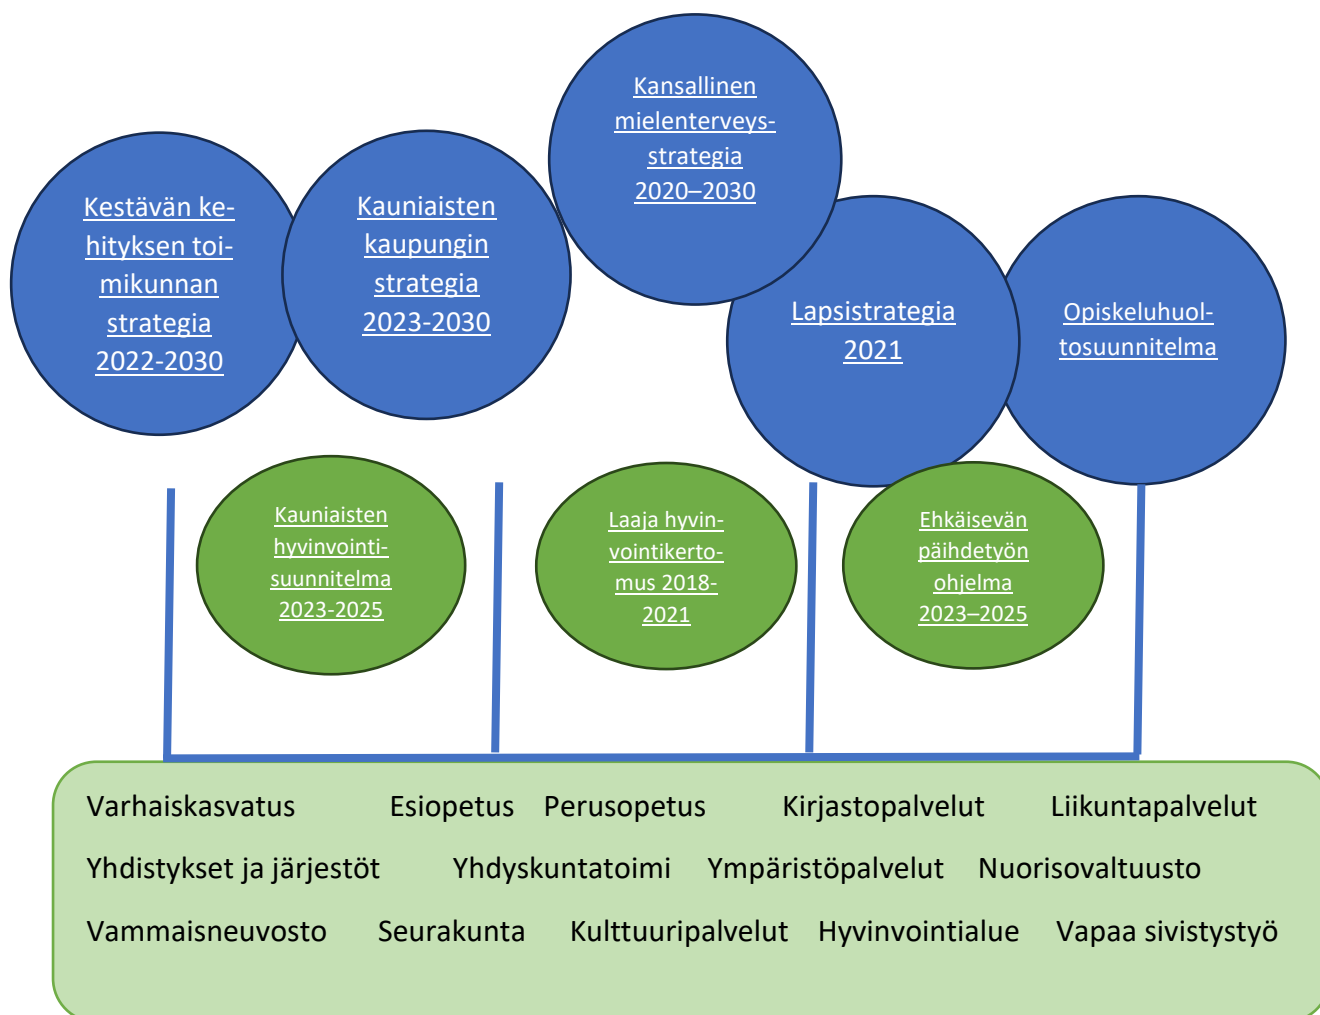 Kestävän ke-
hityksen toi-
mikunnan
strategia
2022-2030
Kauniaisten
kaupungin
strategia
2023-2030
Kansallinen
mielenterveys-
strategia
2020–2030
Lapsistrategia
2021
Opiskeluhuol-
tosuunnitelma
Kauniaisten
hyvinvointi-
suunnitelma
2023-2025
Laaja hyvin-
vointikerto-
mus 2018-
2021
Ehkäisevän
päihdetyön
ohjelma
2023–2025
Varhaiskasvatus Esiopetus Perusopetus Kirjastopalvelut Liikuntapalvelut
Yhdistykset ja järjestöt Yhdyskuntatoimi Ympäristöpalvelut Nuorisovaltuusto
Vammaisneuvosto Seurakunta Kulttuuripalvelut Hyvinvointialue Vapaa sivistystyö